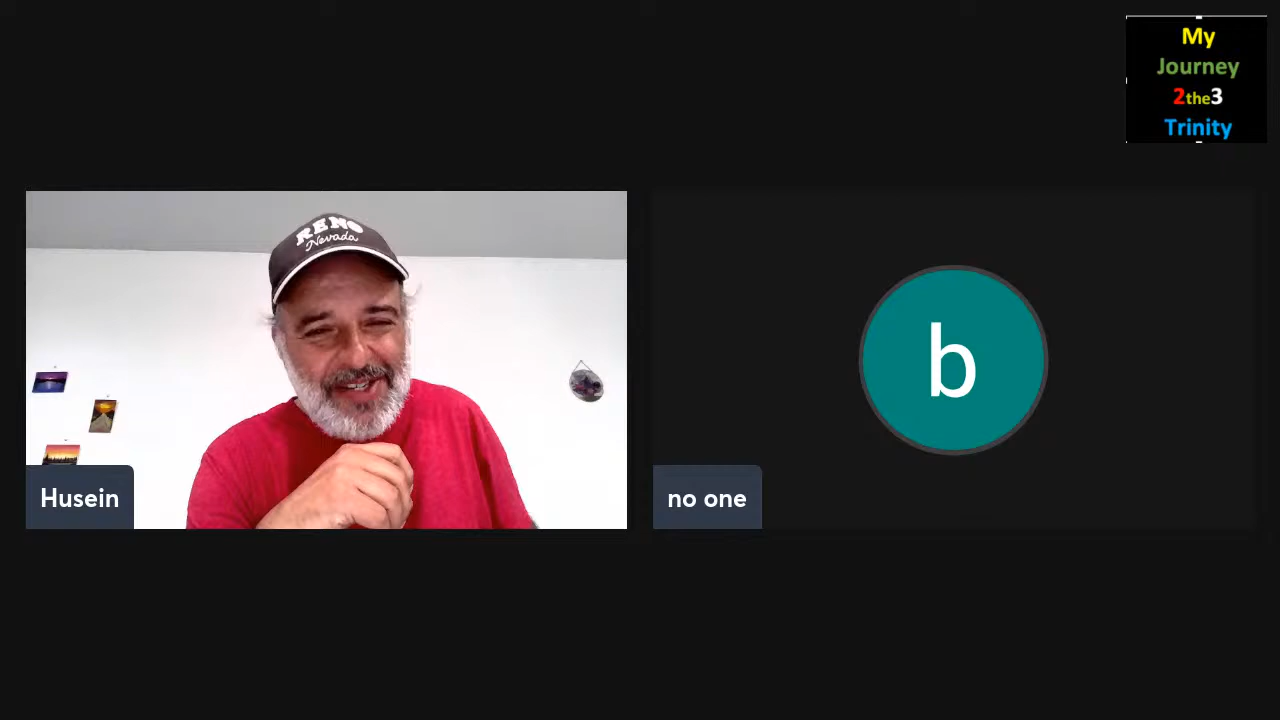 My
Journey
2the3
Trinity
RENO
Nevada
b
Husein
no one